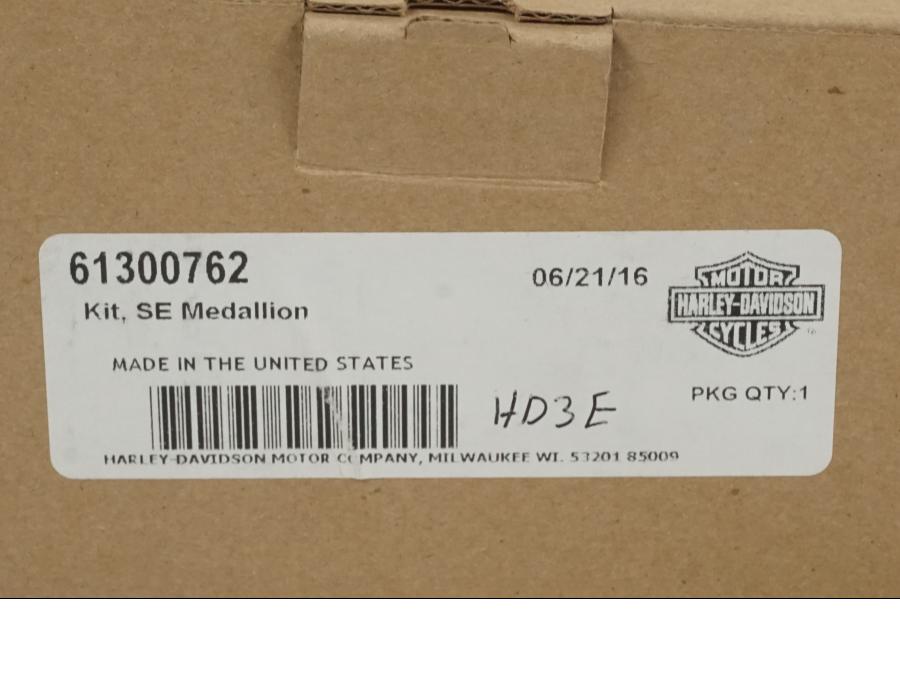 61300762
06/21/16
Kit, SE Medallion
MOTOR
HARLEY-DAVIDSON
CYCLES
MADE IN THE UNITED STATES
PKG QTY:1
HD3E
HARLEY-DAVIDSON MOTOR COMPANY, MILWAUKEE WI. 53201 85009